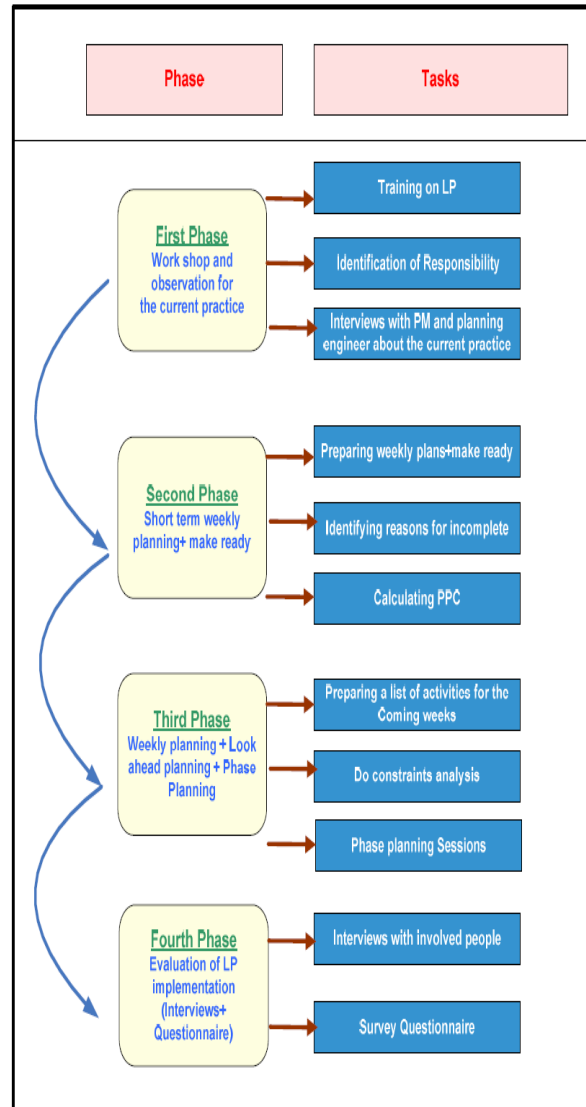 Phase
Tasks
First Phase
Work shop and
observation for
the current practice
Training on LP
Identification of Responsibility
Interviews with PM and planning
engineer about the current practice
Second Phase
Short term weekly
planning+ make ready
Preparing weekly plans+make ready
Identifying reasons for incomplete
Calculating PPC
Third Phase
Weekly planning + Look
ahead planning + Phase
Planning
Preparing a list of activities for the
Coming weeks
Do constraints analysis
Phase planning Sessions
Fourth Phase
Evaluation of LP
implementation
(Interviews+
Questionnaire)
Interviews with involved people
Survey Questionnaire